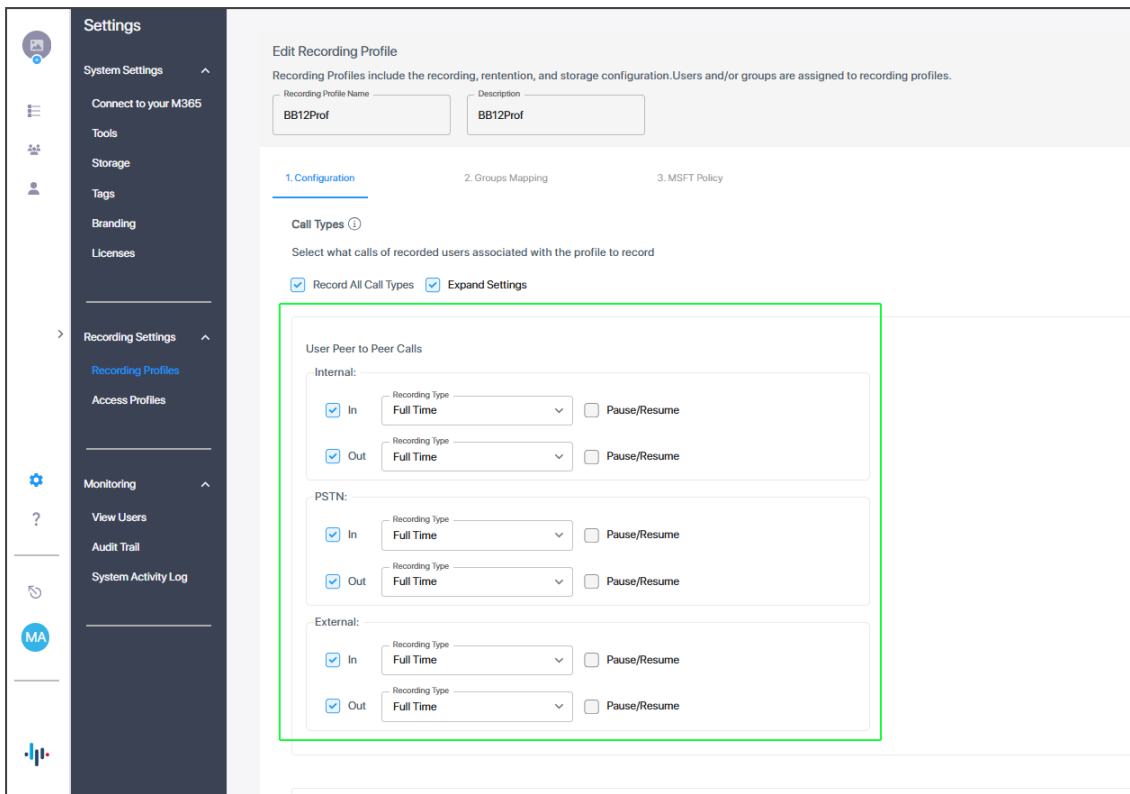 Settings
System Settings
Connect to your M365
Tools
Storage
Tags
Branding
Licenses
Recording Settings
Recording Profiles
Access Profiles
Monitoring
View Users
Audit Trail
System Activity Log
?
MA
Edit Recording Profile
Recording Profiles include the recording, rentention, and storage configuration.Users and/or groups are assigned to recording profiles.
Recording Profile Name
BB12Prof
Description
BB12Prof
1. Configuration
2. Groups Mapping
3. MSFT Policy
Call Types i
Select what calls of recorded users associated with the profile to record
Record All Call Types
Expand Settings
User Peer to Peer Calls
Internal:
Recording Type
In Full Time Pause/Resume
Recording Type
Out Full Time Pause/Resume
PSTN:
Recording Type
In Full Time Pause/Resume
Recording Type
Out Full Time Pause/Resume
External:
Recording Type
In Full Time Pause/Resume
Recording Type
Out Full Time Pause/Resume